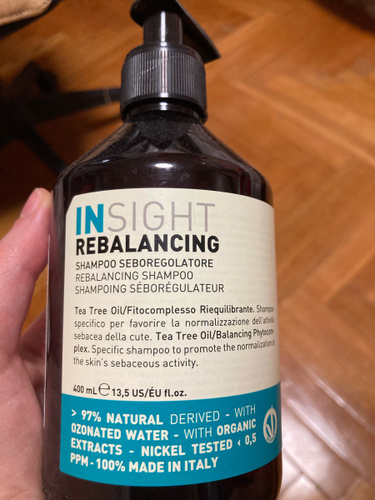 INSIGHT
REBALANCING
SHAMPOO SEBOREGOLATORE
REBALANCING SHAMPOO
SHAMPOING SÉBORÉGULATEUR
Tea Tree Oil/Fitocomplesso Riequilibrante. Shampoo
specifico per favorire la normalizzazione dell'attività
sebacea della cute. Tea Tree Oil/Balancing Phytocom-
plex. Specific shampoo to promote the normalization of
the skin's sebaceous activity.
400 mL ℮ 13,5 US/ÉU fl.oz.
> 97% NATURAL DERIVED - WITH
OZONATED WATER - WITH ORGANIC
EXTRACTS - NICKEL TESTED < 0,5
PPM - 100% MADE IN ITALY